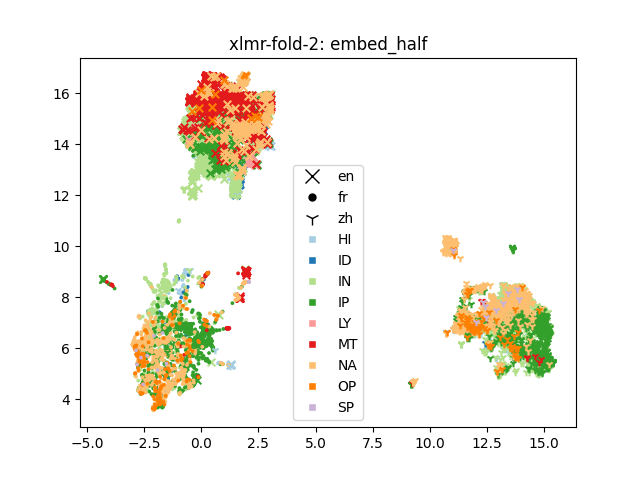 xlmr-fold-2: embed_half
16
14
12
10
8
6
4
en
fr
zh
HI
ID
IN
IP
LY
MT
NA
OP
SP
−5.0 −2.5 0.0 2.5 5.0 7.5 10.0 12.5 15.0